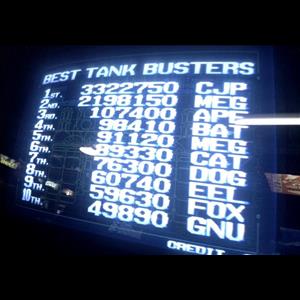 BEST TANK BUSTERS
1ST. 3322750 CJP
2ND. 2198150 MEG
3RD. 107400 APE
4TH. 98410 BAT
5TH. 91120 MEG
6TH. 89330 CAT
7TH. 76300 DOG
8TH. 60740 EEL
9TH. 59630 FOX
10TH. 49890 GNU
CREDIT